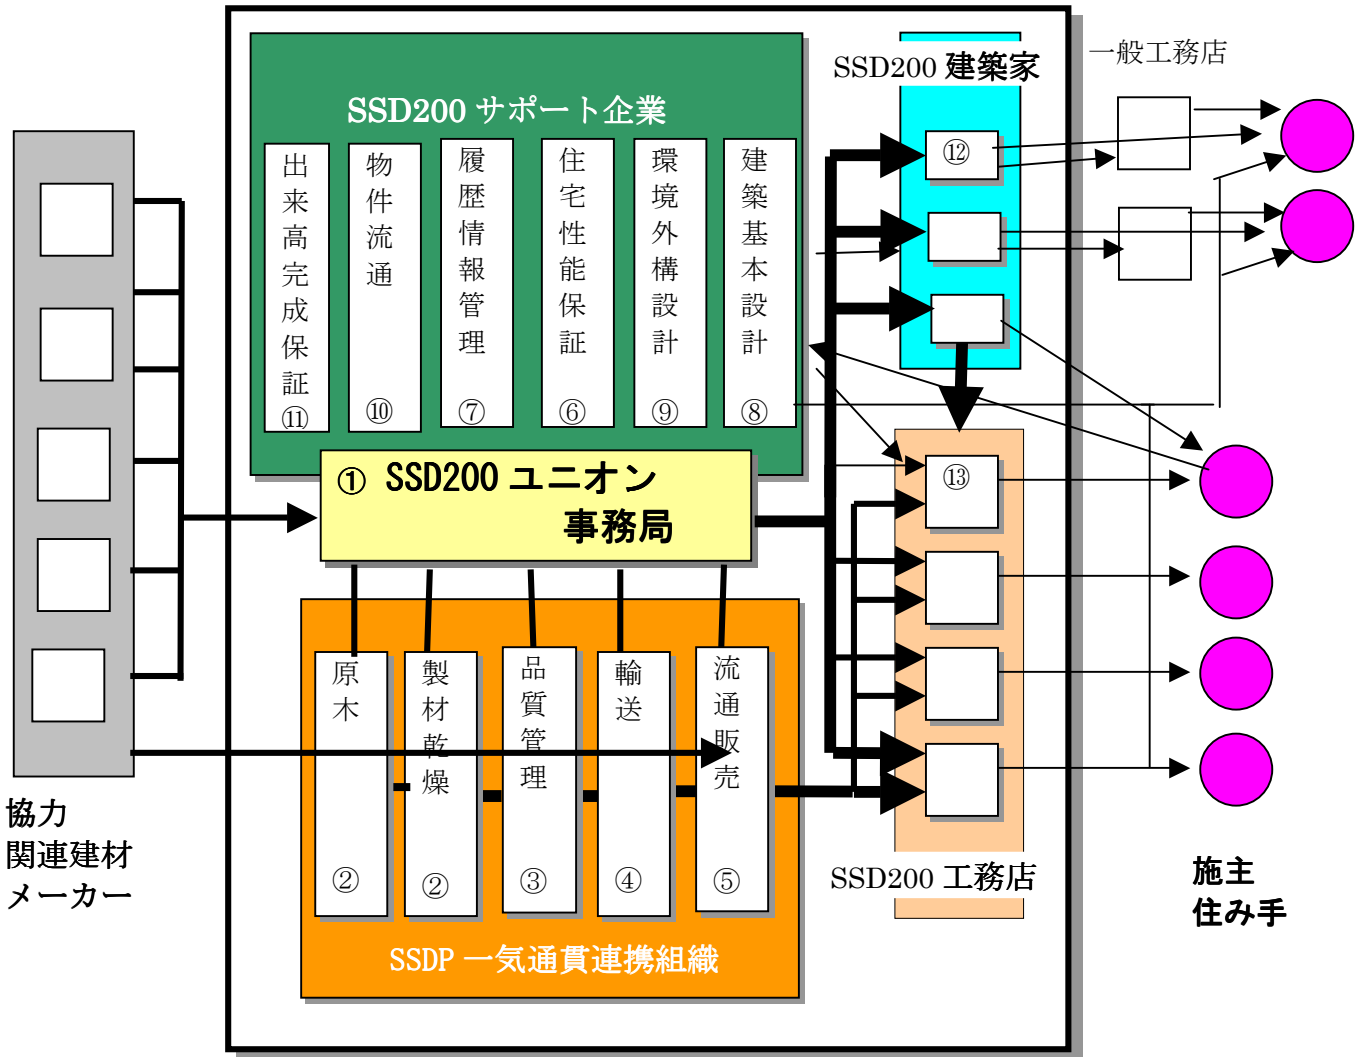 SSD200 サポート企業
出来高完成保証⑪
物件流通⑩
履歴情報管理⑦
住宅性能保証⑥
環境外構設計⑨
建築基本設計⑧
SSD200 建築家
⑫
一般工務店
① SSD200 ユニオン
事務局
⑬
原木②
製材乾燥②
品質管理③
輸送④
流通販売⑤
SSDP 一気通貫連携組織
SSD200 工務店
協力
関連建材
メーカー
施主
住み手